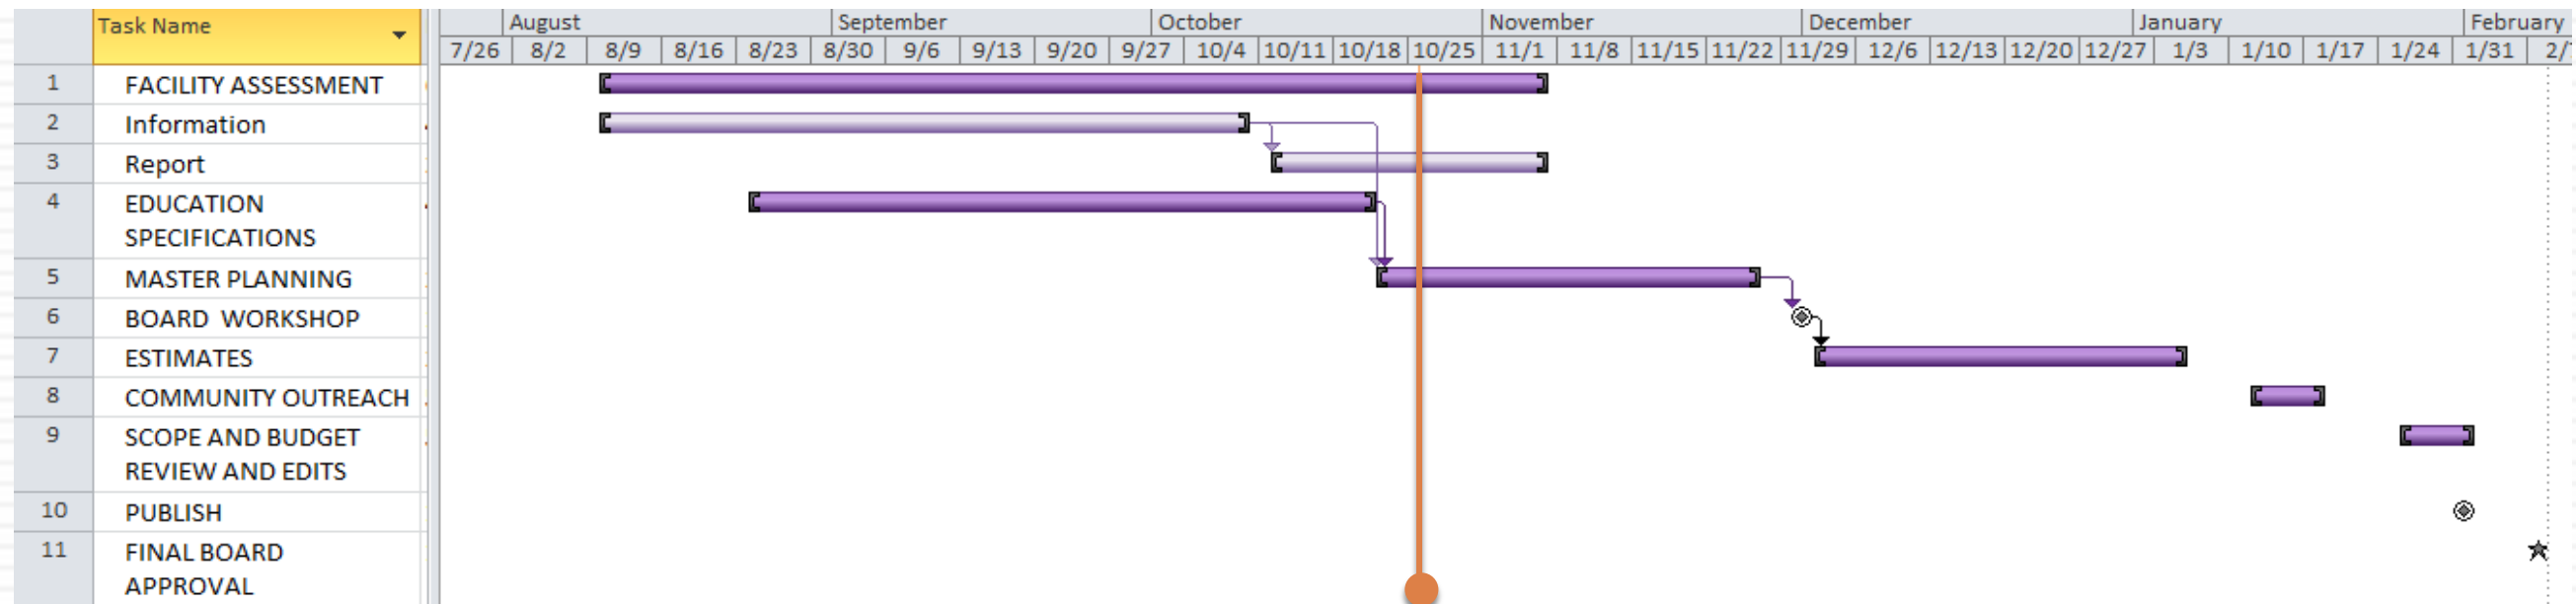 Task Name
August September October November December January February
7/26 8/2 8/9 8/16 8/23 8/30 9/6 9/13 9/20 9/27 10/4 10/11 10/18 10/25 11/1 11/8 11/15 11/22 11/29 12/6 12/13 12/20 12/27 1/3 1/10 1/17 1/24 1/31 2/
1 FACILITY ASSESSMENT
2 Information
3 Report
4 EDUCATION
SPECIFICATIONS
5 MASTER PLANNING
6 BOARD WORKSHOP
7 ESTIMATES
8 COMMUNITY OUTREACH
9 SCOPE AND BUDGET
REVIEW AND EDITS
10 PUBLISH
11 FINAL BOARD
APPROVAL